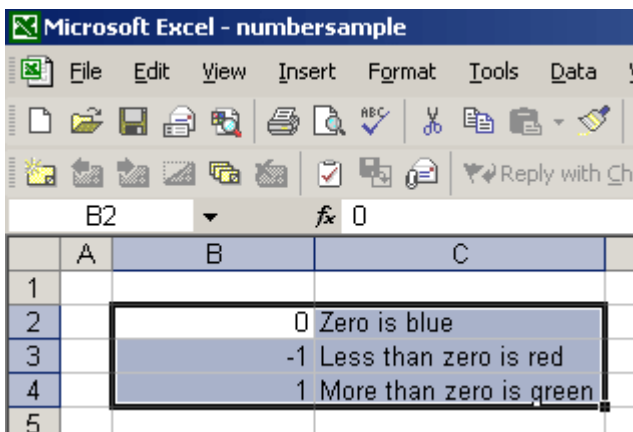 Microsoft Excel - numbersample
File Edit View Insert Format Tools Data
ABC
Reply with Ch
B2 fx 0
A B C
1
2 0 Zero is blue
3 -1 Less than zero is red
4 1 More than zero is green
5